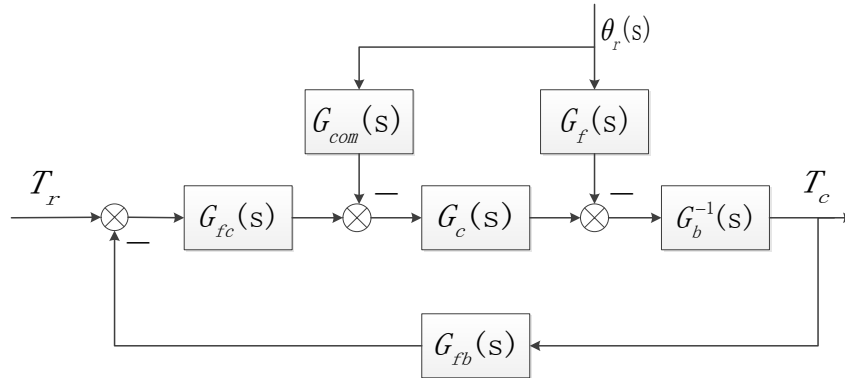 θr(s)
Gcom(s)
Gf(s)
Tr
−
−
Tc
Gfc(s)
Gc(s)
Gb-1(s)
−
Gfb(s)